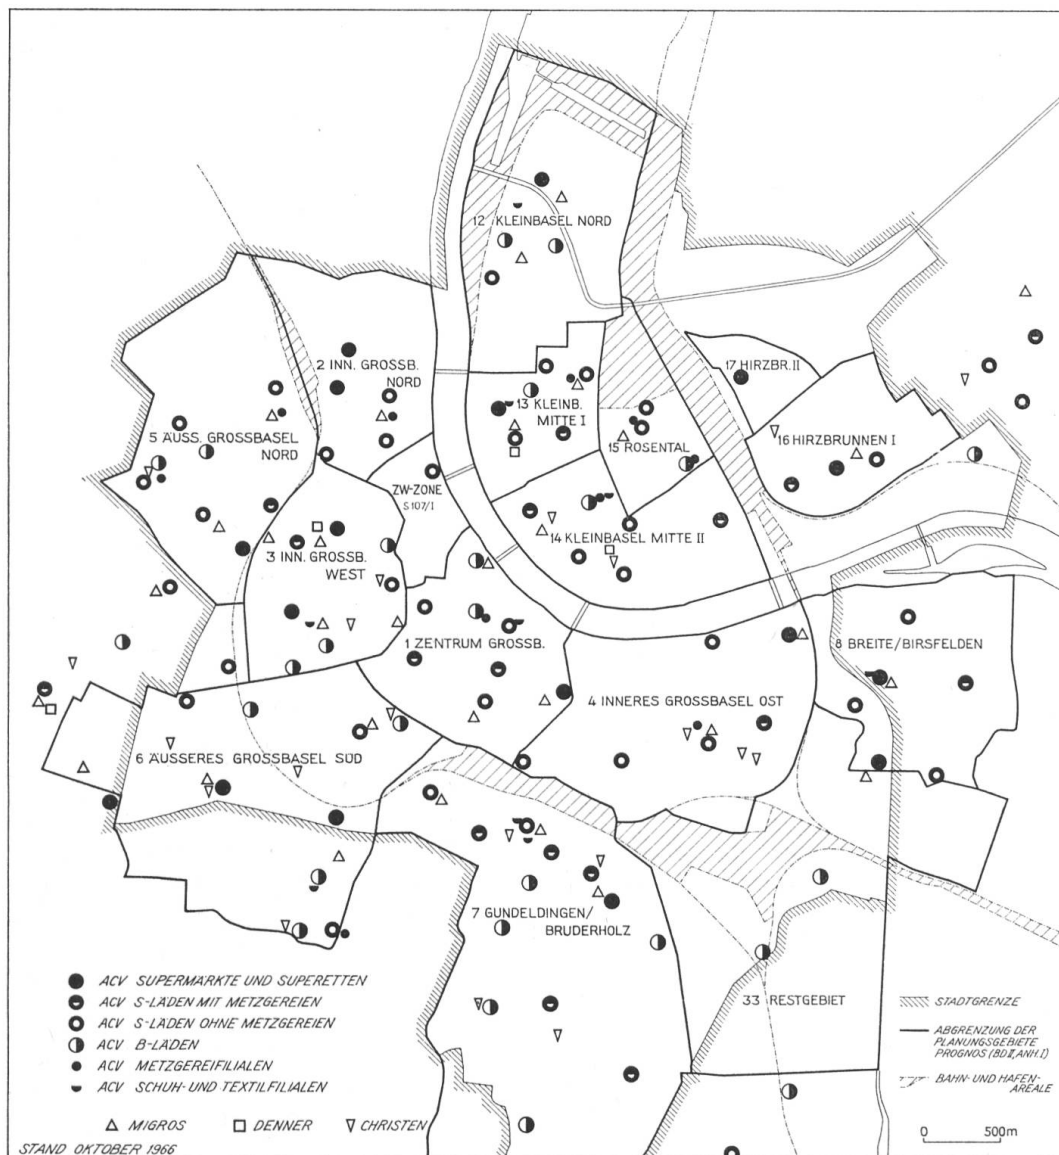 12 KLEINBASEL NORD
2 INN. GROSSB.
NORD
17 HIRZBR. II
13 KLEINB.
MITTE I
5 ÄUSS. GROSSBASEL
NORD
15 ROSENTAL
16 HIRZBRUNNEN I
ZW-ZONE
S 107/I
14 KLEINBASEL MITTE II
3 INN. GROSSB.
WEST
1 ZENTRUM GROSSB.
8 BREITE/BIRSFELDEN
4 INNERES GROSSBASEL OST
6 ÄUSSERES GROSSBASEL SÜD
7 GUNDELDINGEN/
BRUDERHOLZ
33 RESTGEBIET
ACV SUPERMÄRKTE UND SUPERETTEN
ACV S-LÄDEN MIT METZGEREIEN
ACV S-LÄDEN OHNE METZGEREIEN
ACV B-LÄDEN
ACV METZGEREIFILIALEN
ACV SCHUH- UND TEXTILFILIALEN
MIGROS DENNER CHRISTEN
STAND OKTOBER 1966
STADTGRENZE
ABGRENZUNG DER
PLANUNGSGEBIETE
PROGNOS (BD II, ANH. I)
BAHN- UND HAFEN-
AREALE
0 500m